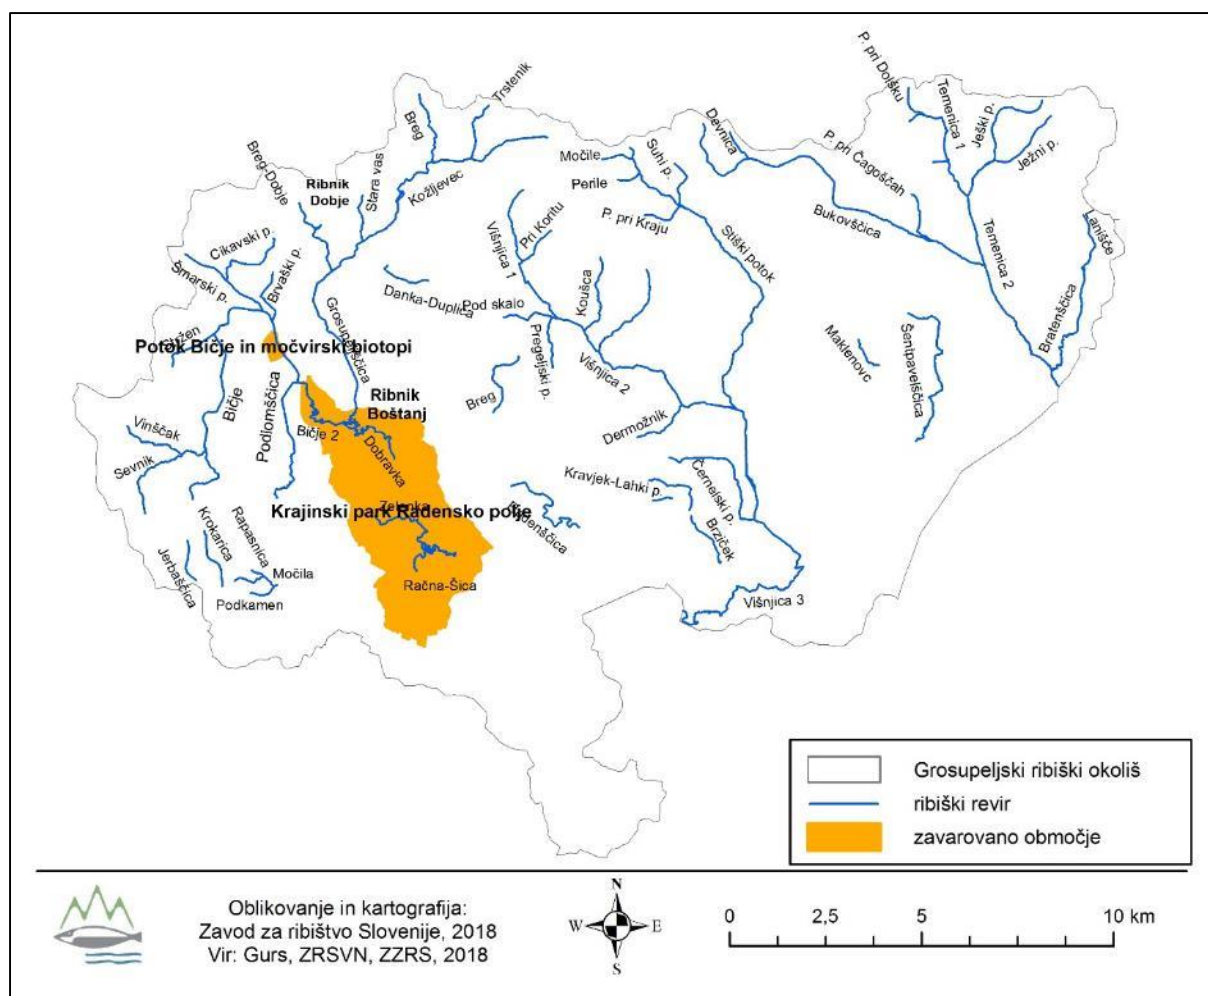 P. pri Dolšku
Temenica 1
Ješki p.
Ježni p.
Trstenik
Breg
Devnica
P. pri Čagoščah
Močile
Suhi p.
Perile
P. pri Kraju
Breg-Dobje
Ribnik
Dobje
Stara vas
Kožljevec
Bukovščica
Lanišče
Cikavski p.
Višnjica 1
Pri Koritu
Stiški potok
Temenica 2
Šmarski p.
Brvaški p.
Danka-Duplica
Pod skalo
Koušca
Grosupeljščica
Potok Bičje in močvirski biotopi
Pregeljski p.
Višnjica 2
Maklenovc
Šentpavelščica
Bratenščica
Bičje
Podlomščica
Ribnik
Boštanj
Breg
Vinščak
Bičje 2
Dobravka
Dermožnik
Sevnik
Kravjek-Lahki p.
Črnelski p.
Zelenka
Krajinski park Radensko polje
Brziček
Krokarica
Rapasnica
Jerbaščica
Močila
Podkamen
Račna-Šica
Višnjica 3
Grosupeljski ribiški okoliš
ribiški revir
zavarovano območje
Oblikovanje in kartografija:
Zavod za ribištvo Slovenije, 2018
Vir: Gurs, ZRSVN, ZZRS, 2018
N
W
E
S
0
2,5
5
10 km